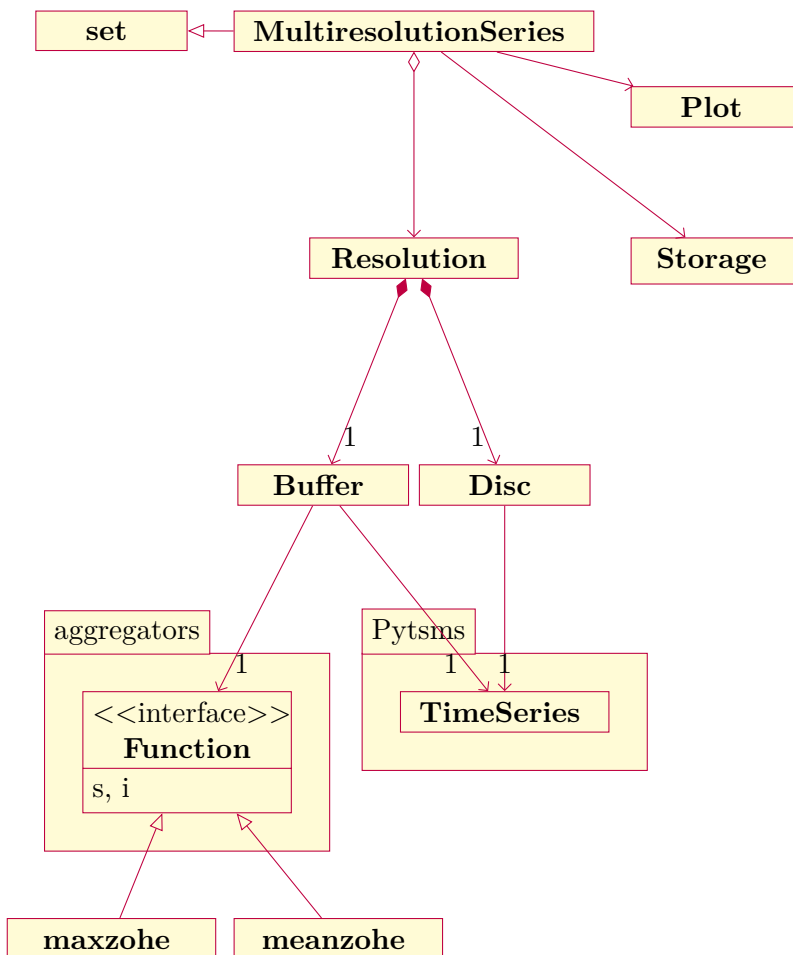 set
MultiresolutionSeries
Plot
Resolution
Storage
1
1
Buffer
Disc
aggregators
Pytsms
1
1
1
<<interface>>
Function
s, i
TimeSeries
maxzohe
meanzohe